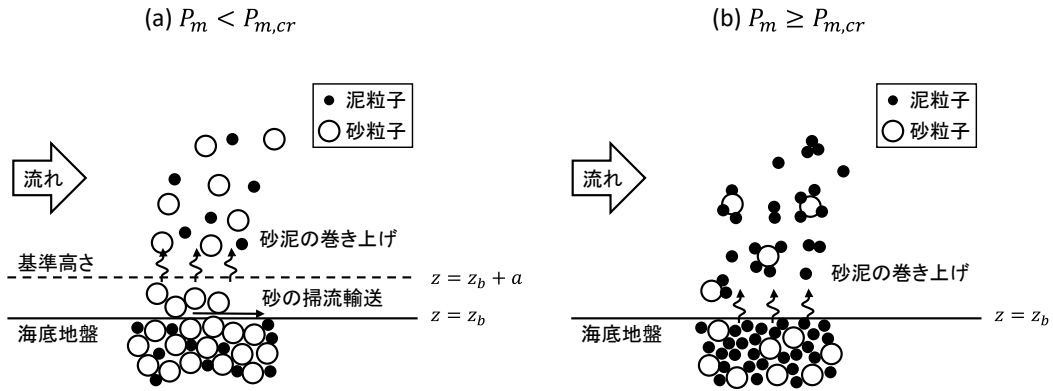 (a) P_m < P_{m,cr}
泥粒子
砂粒子
流れ
砂泥の巻き上げ
基準高さ
z = z_b + a
砂の掃流輸送
z = z_b
海底地盤
(b) P_m ≥ P_{m,cr}
泥粒子
砂粒子
流れ
砂泥の巻き上げ
z = z_b
海底地盤